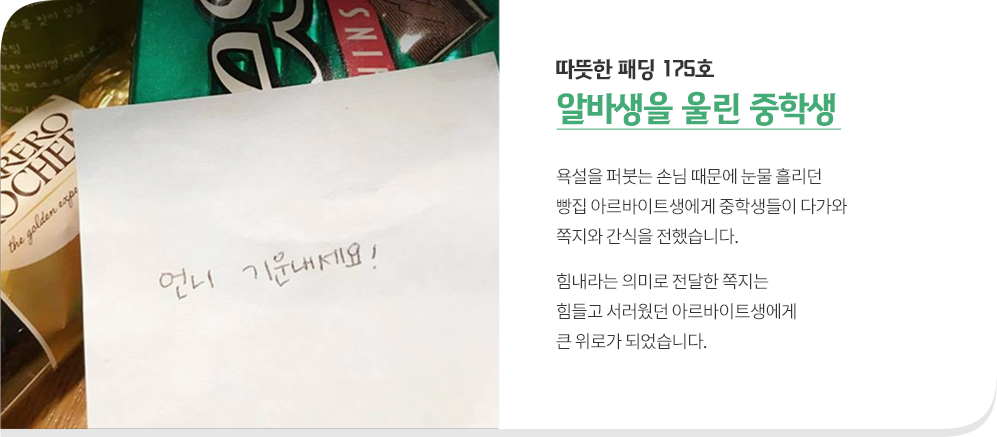 RERO
OCHER
the golden expe
INS
언니 기운내세요!
따뜻한 패딩 175호
알바생을 울린 중학생
욕설을 퍼붓는 손님 때문에 눈물 흘리던
빵집 아르바이트생에게 중학생들이 다가와
쪽지와 간식을 전했습니다.
힘내라는 의미로 전달한 쪽지는
힘들고 서러웠던 아르바이트생에게
큰 위로가 되었습니다.